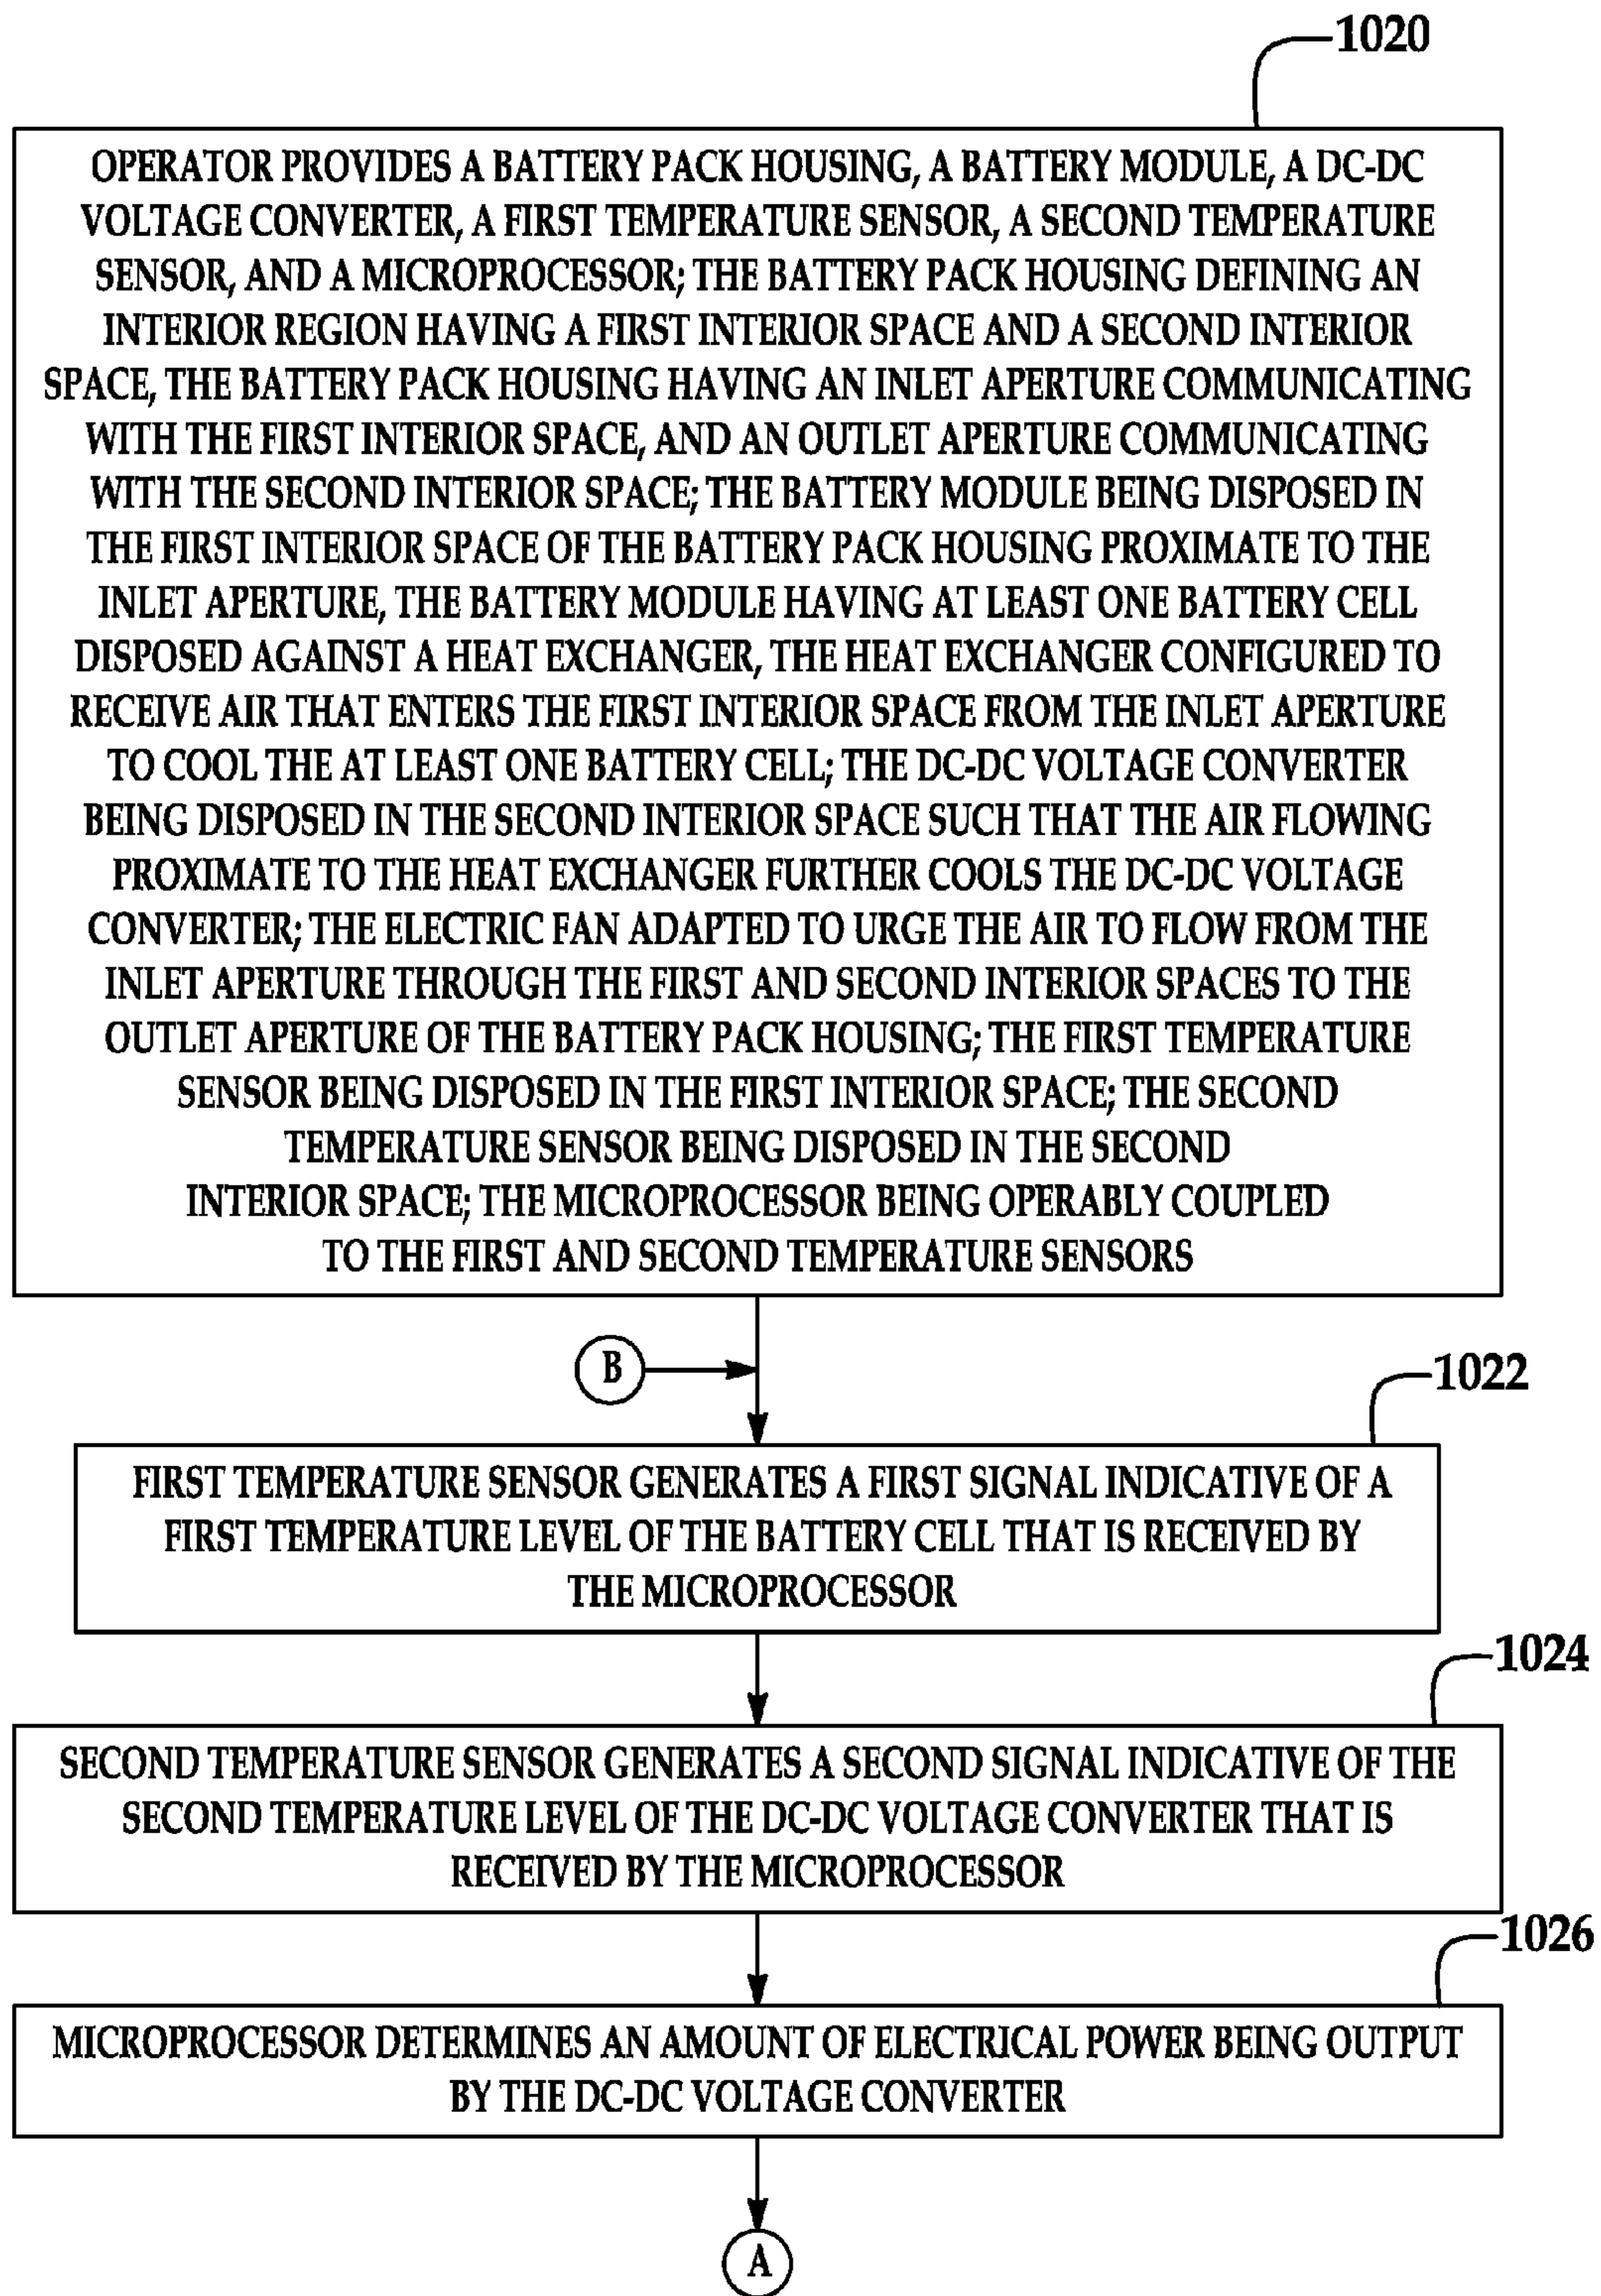 1020
OPERATOR PROVIDES A BATTERY PACK HOUSING, A BATTERY MODULE, A DC-DC
VOLTAGE CONVERTER, A FIRST TEMPERATURE SENSOR, A SECOND TEMPERATURE
SENSOR, AND A MICROPROCESSOR; THE BATTERY PACK HOUSING DEFINING AN
INTERIOR REGION HAVING A FIRST INTERIOR SPACE AND A SECOND INTERIOR
SPACE, THE BATTERY PACK HOUSING HAVING AN INLET APERTURE COMMUNICATING
WITH THE FIRST INTERIOR SPACE, AND AN OUTLET APERTURE COMMUNICATING
WITH THE SECOND INTERIOR SPACE; THE BATTERY MODULE BEING DISPOSED IN
THE FIRST INTERIOR SPACE OF THE BATTERY PACK HOUSING PROXIMATE TO THE
INLET APERTURE, THE BATTERY MODULE HAVING AT LEAST ONE BATTERY CELL
DISPOSED AGAINST A HEAT EXCHANGER, THE HEAT EXCHANGER CONFIGURED TO
RECEIVE AIR THAT ENTERS THE FIRST INTERIOR SPACE FROM THE INLET APERTURE
TO COOL THE AT LEAST ONE BATTERY CELL; THE DC-DC VOLTAGE CONVERTER
BEING DISPOSED IN THE SECOND INTERIOR SPACE SUCH THAT THE AIR FLOWING
PROXIMATE TO THE HEAT EXCHANGER FURTHER COOLS THE DC-DC VOLTAGE
CONVERTER; THE ELECTRIC FAN ADAPTED TO URGE THE AIR TO FLOW FROM THE
INLET APERTURE THROUGH THE FIRST AND SECOND INTERIOR SPACES TO THE
OUTLET APERTURE OF THE BATTERY PACK HOUSING; THE FIRST TEMPERATURE
SENSOR BEING DISPOSED IN THE FIRST INTERIOR SPACE; THE SECOND
TEMPERATURE SENSOR BEING DISPOSED IN THE SECOND
INTERIOR SPACE; THE MICROPROCESSOR BEING OPERABLY COUPLED
TO THE FIRST AND SECOND TEMPERATURE SENSORS
B
1022
FIRST TEMPERATURE SENSOR GENERATES A FIRST SIGNAL INDICATIVE OF A
FIRST TEMPERATURE LEVEL OF THE BATTERY CELL THAT IS RECEIVED BY
THE MICROPROCESSOR
1024
SECOND TEMPERATURE SENSOR GENERATES A SECOND SIGNAL INDICATIVE OF THE
SECOND TEMPERATURE LEVEL OF THE DC-DC VOLTAGE CONVERTER THAT IS
RECEIVED BY THE MICROPROCESSOR
1026
MICROPROCESSOR DETERMINES AN AMOUNT OF ELECTRICAL POWER BEING OUTPUT
BY THE DC-DC VOLTAGE CONVERTER
A